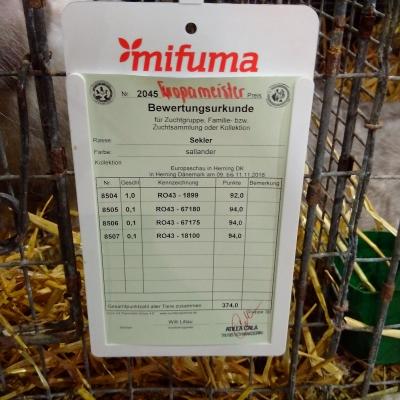 mifuma
Nr. 2045 Europameister Preis
Bewertungsurkunde
für Zuchtgruppe, Familie- bzw.
Zuchtsammlung oder Kollektion
Rasse: Sekler
Farbe: sallander
Kollektion
Europaschau in Herning DK
in Herning Dänemark am 09. bis 11.11.2018
Nr Geschl Kennzeichnung Punkte Bemerkung
8504 1,0 RO43 - 1899 92,0
8505 0,1 RO43 - 67180 94,0
8506 0,1 RO43 - 67175 94,0
8507 0,1 RO43 - 18100 94,0
Gesamtpunktzahl aller Tiere zusammen 374,0
Willi Litau